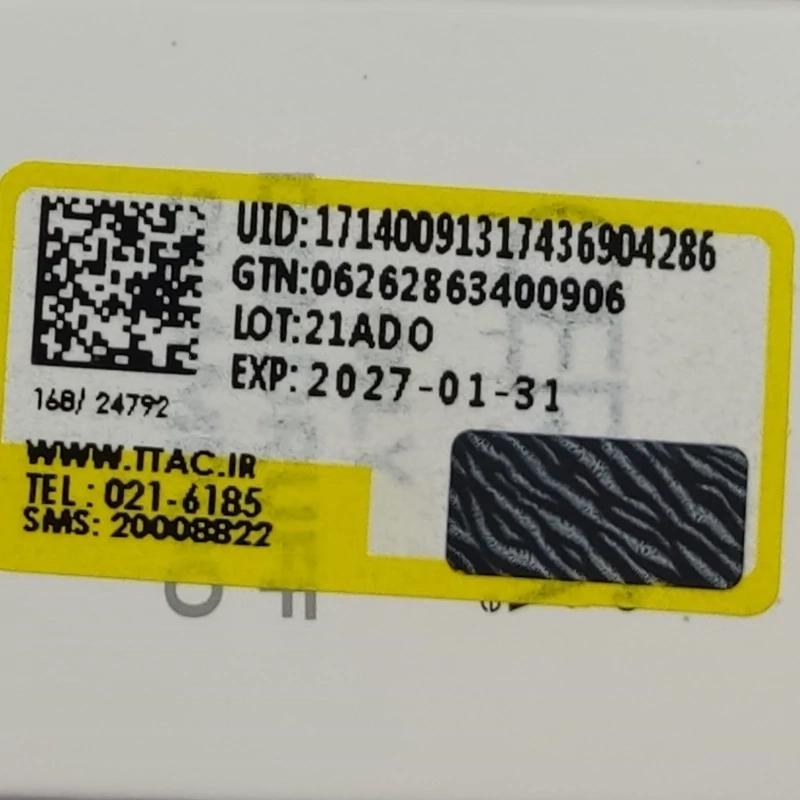 UID:17140091317436904286
GTN:06262863400906
LOT:21ADO
EXP: 2027-01-31
168/ 24792
WWW.TTAC.IR
TEL : 021-6185
SMS: 20008822